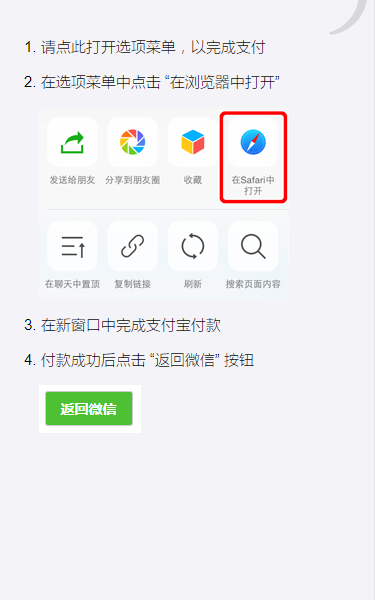 1. 请点此打开选项菜单，以完成支付
2. 在选项菜单中点击 “在浏览器中打开”
发送给朋友 分享到朋友圈 收藏 在Safari中
打开
在聊天中置顶 复制链接 刷新 搜索页面内容
3. 在新窗口中完成支付宝付款
4. 付款成功后点击 “返回微信” 按钮
返回微信